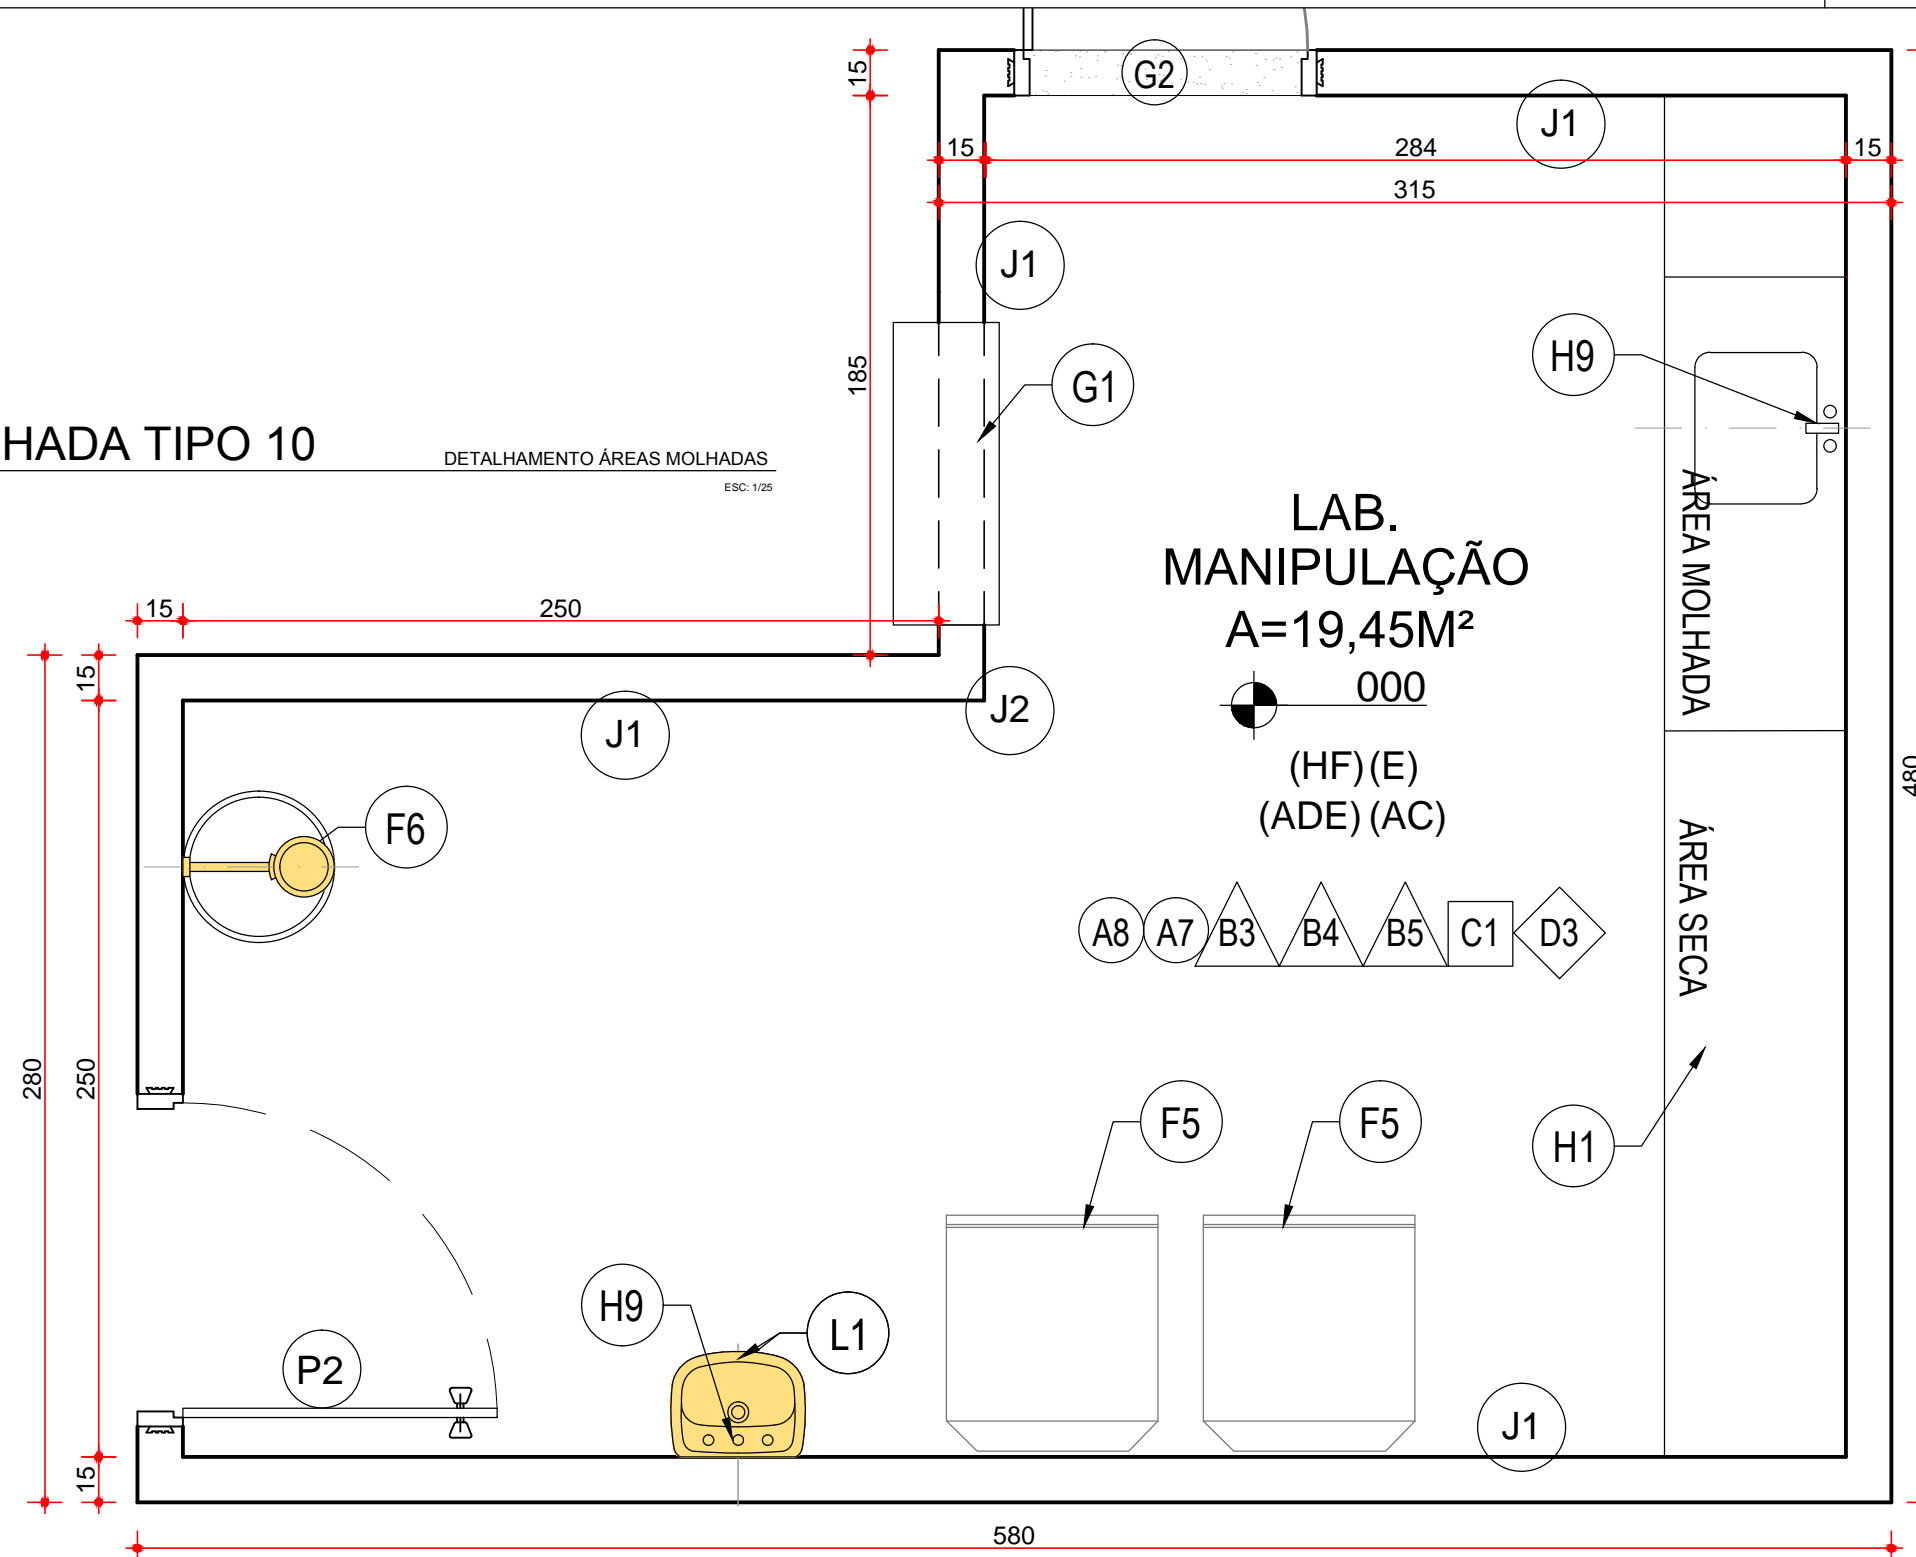 15
G2
J1
15
284
15
315
J1
185
G1
H9
HADA TIPO 10
DETALHAMENTO ÁREAS MOLHADAS
ESC: 1/25
LAB.
MANIPULAÇÃO
A=19,45M²
000
(HF) (E)
(ADE) (AC)
ÁREA MOLHADA
15
250
15
J1
J2
480
F6
A8 A7 B3 B4 B5 C1 D3
ÁREA SECA
280
250
F5
F5
H1
H9
L1
P2
J1
15
580